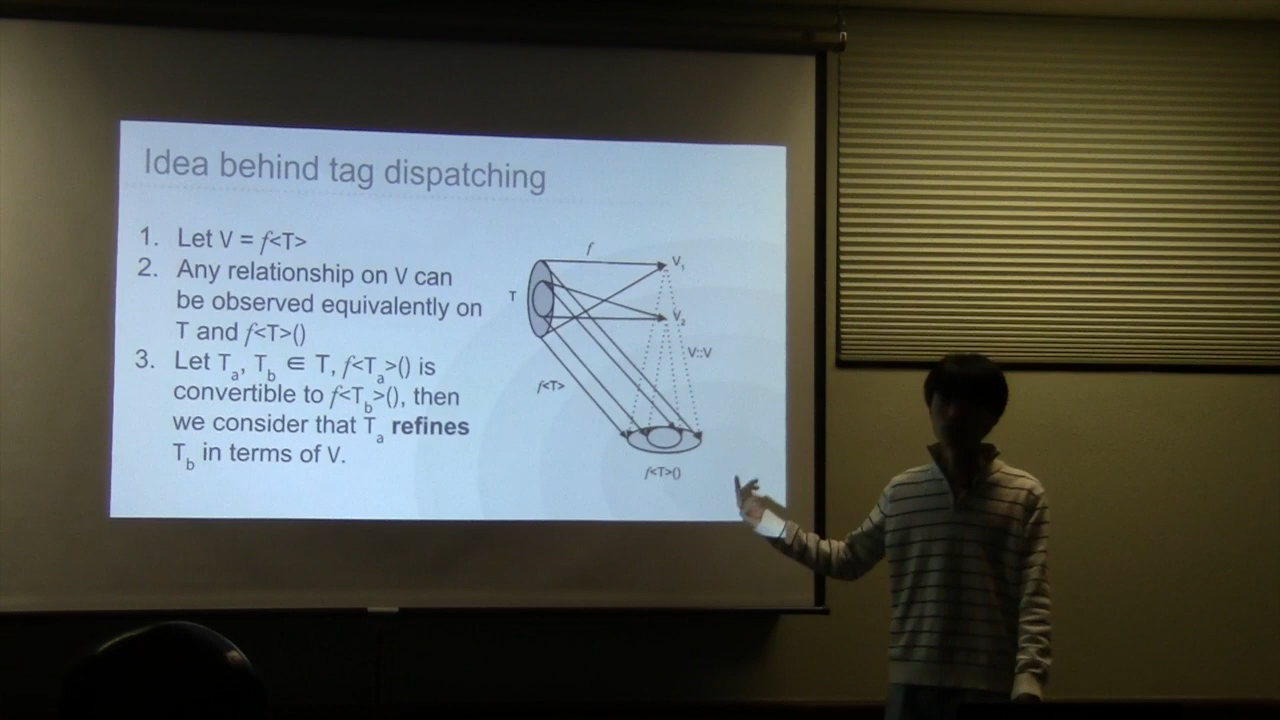 Idea behind tag dispatching
1. Let V = f<T>
2. Any relationship on V can
be observed equivalently on
T and f<T>()
3. Let Ta, Tb ∈ T, f<Ta>() is
convertible to f<Tb>(), then
we consider that Ta refines
Tb in terms of V.
f
V1
T
V2
V::V
f<T>
f<T>()